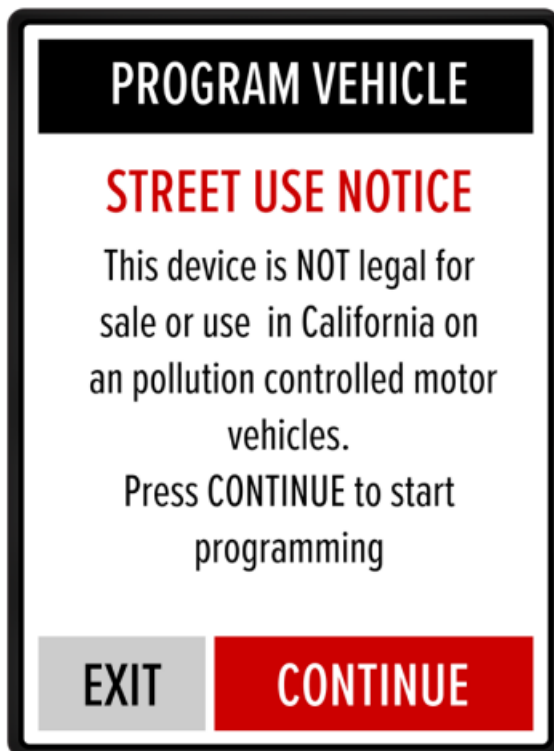 PROGRAM VEHICLE
STREET USE NOTICE
This device is NOT legal for
sale or use  in California on
an pollution controlled motor
vehicles.
Press CONTINUE to start
programming
EXIT
CONTINUE